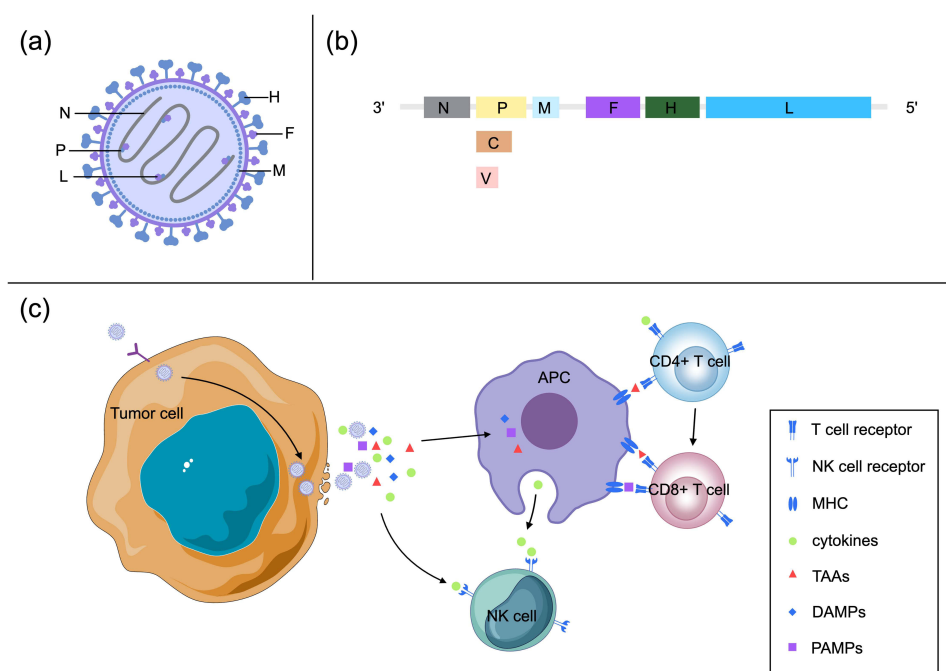 (a)
N
P
L
H
F
M
(b)
3'
N
P
M
F
H
L
5'
C
V
(c)
Tumor cell
APC
CD4+ T cell
CD8+ T cell
NK cell
T cell receptor
NK cell receptor
MHC
cytokines
TAAs
DAMPs
PAMPs